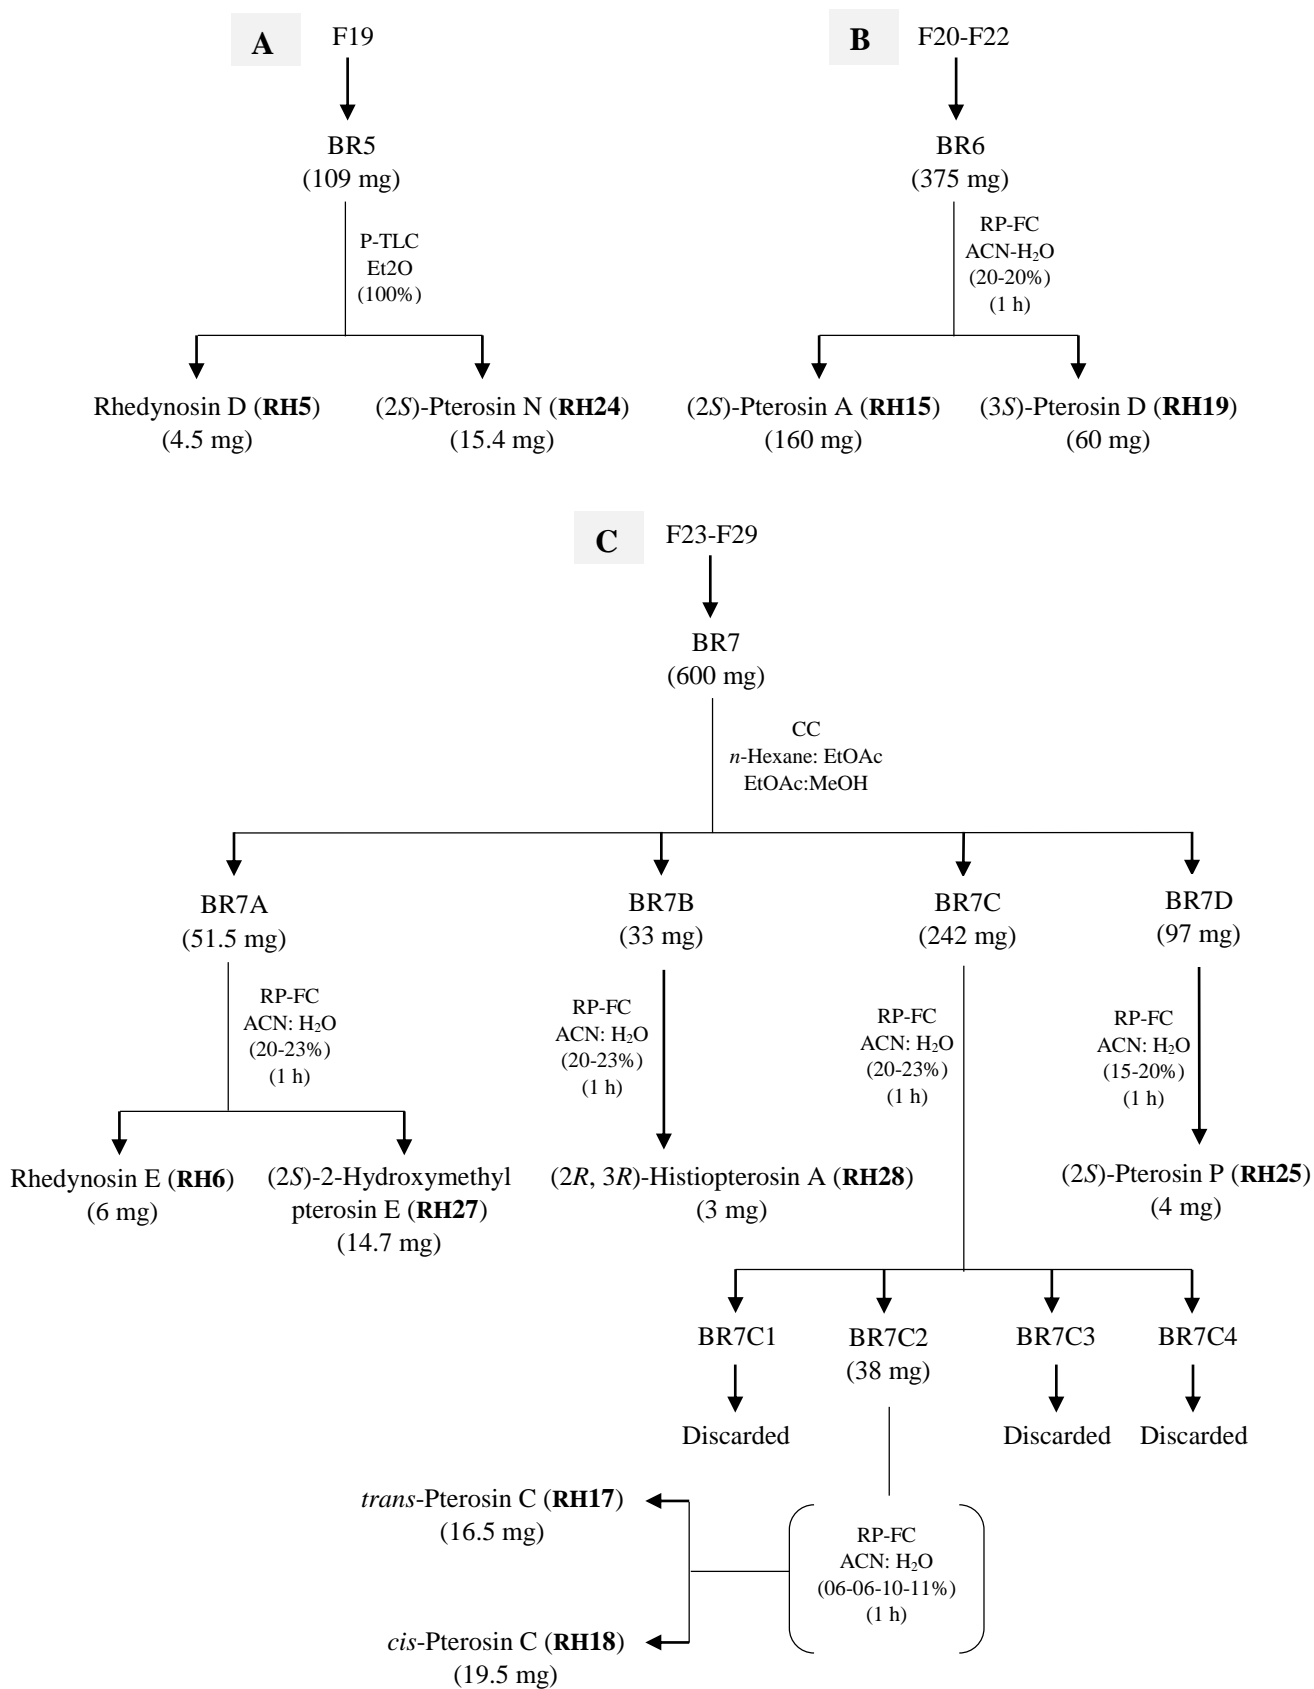 A
F19
BR5
(109 mg)
P-TLC
Et2O
(100%)
Rhedynosin D (RH5)
(4.5 mg)
(2S)-Pterosin N (RH24)
(15.4 mg)
B
F20-F22
BR6
(375 mg)
RP-FC
ACN-H₂O
(20-20%)
(1 h)
(2S)-Pterosin A (RH15)
(160 mg)
(3S)-Pterosin D (RH19)
(60 mg)
C
F23-F29
BR7
(600 mg)
CC
n-Hexane: EtOAc
EtOAc:MeOH
BR7A
(51.5 mg)
RP-FC
ACN: H₂O
(20-23%)
(1 h)
Rhedynosin E (RH6)
(6 mg)
(2S)-2-Hydroxymethyl
pterosin E (RH27)
(14.7 mg)
BR7B
(33 mg)
RP-FC
ACN: H₂O
(20-23%)
(1 h)
(2R, 3R)-Histiopterosin A (RH28)
(3 mg)
BR7C
(242 mg)
RP-FC
ACN: H₂O
(20-23%)
(1 h)
BR7D
(97 mg)
RP-FC
ACN: H₂O
(15-20%)
(1 h)
(2S)-Pterosin P (RH25)
(4 mg)
BR7C1
Discarded
BR7C2
(38 mg)
BR7C3
Discarded
BR7C4
Discarded
RP-FC
ACN: H₂O
(06-06-10-11%)
(1 h)
trans-Pterosin C (RH17)
(16.5 mg)
cis-Pterosin C (RH18)
(19.5 mg)